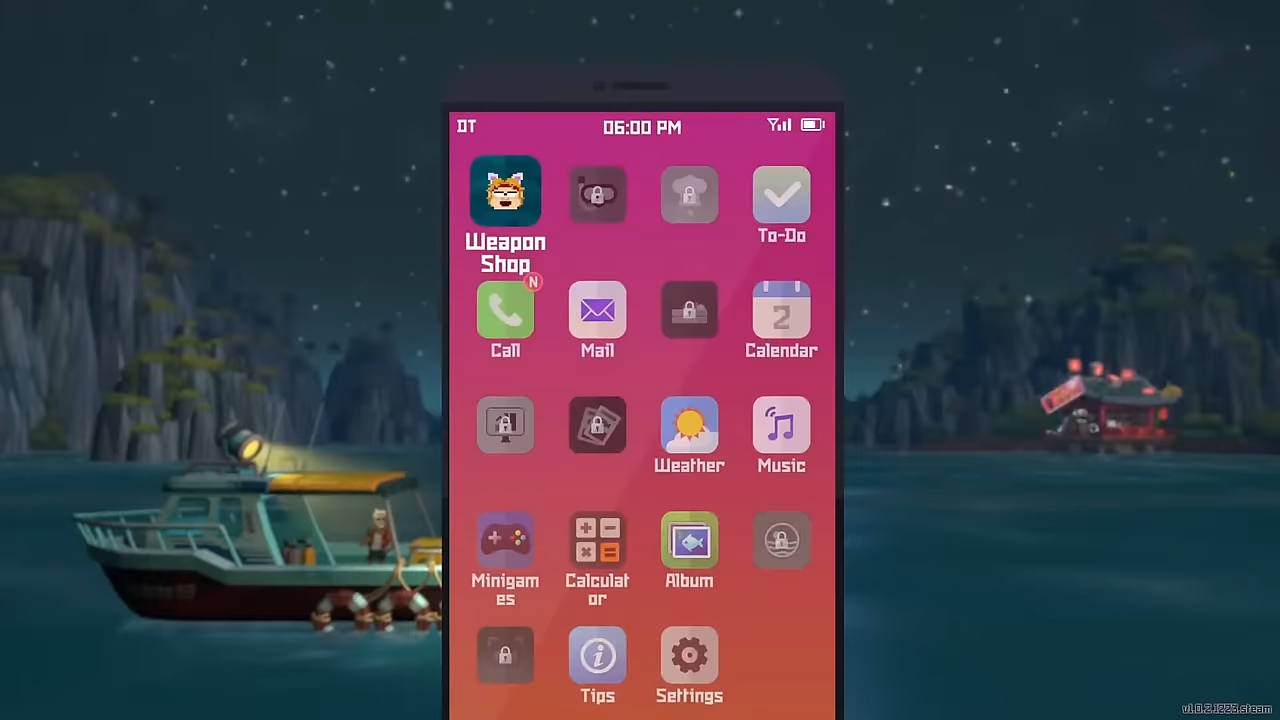 DT
06:00 PM
Weapon
Shop
To-Do
N
Call
Mail
2
Calendar
Weather
Music
Minigam
es
Calculat
or
Album
Tips
Settings
v1.0.2.1223.steam